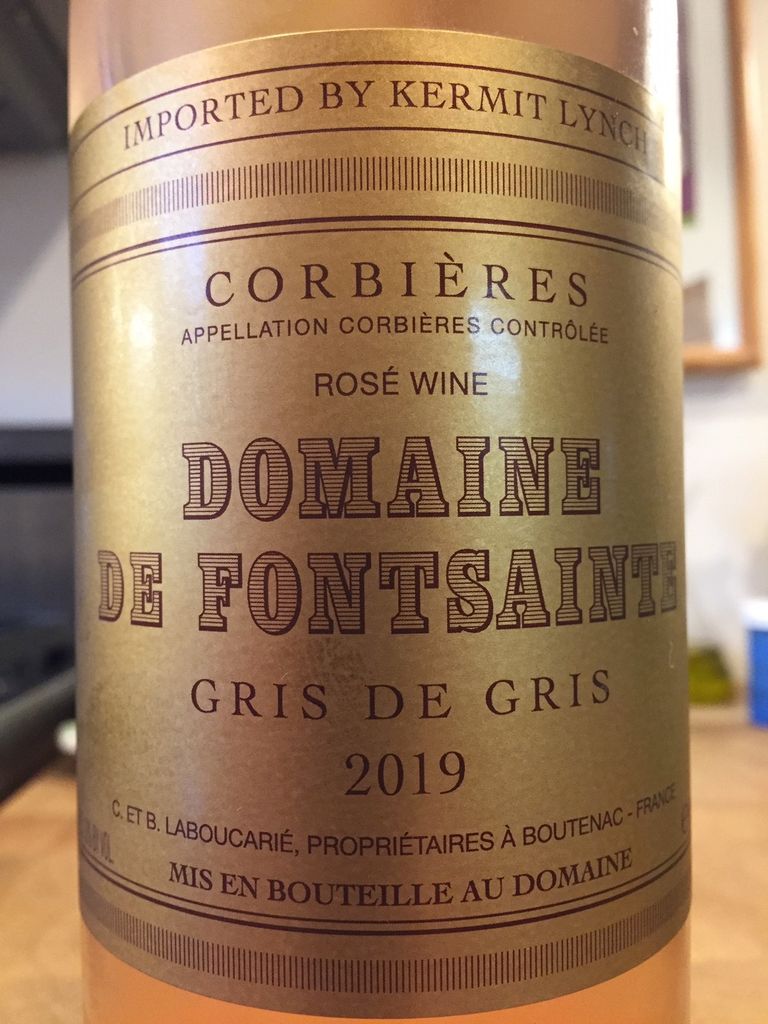 IMPORTED BY KERMIT LYNCH
CORBIÈRES
APPELLATION CORBIÈRES CONTRÔLÉE
ROSÉ WINE
DOMAINE
DE FONTSAINTE
GRIS DE GRIS
2019
C. ET B. LABOUCARIÉ, PROPRIÉTAIRES À BOUTENAC - FRANCE
MIS EN BOUTEILLE AU DOMAINE